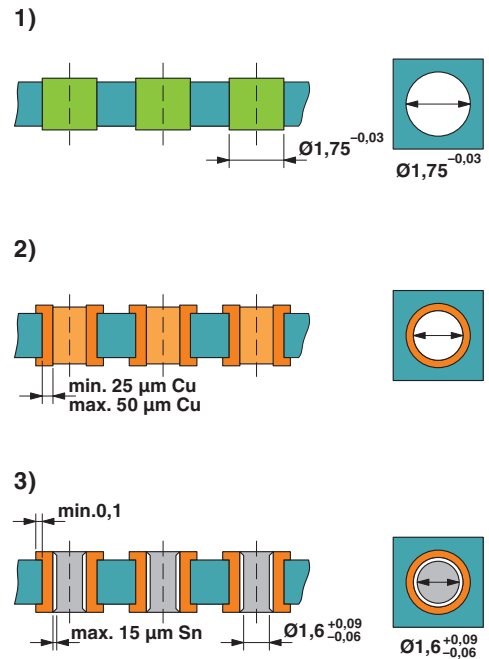 1)
Ø1,75 –0,03
Ø1,75 –0,03
2)
min. 25 µm Cu
max. 50 µm Cu
3)
min.0,1
max. 15 µm Sn
Ø1,6 +0,09 –0,06
Ø1,6 +0,09 –0,06